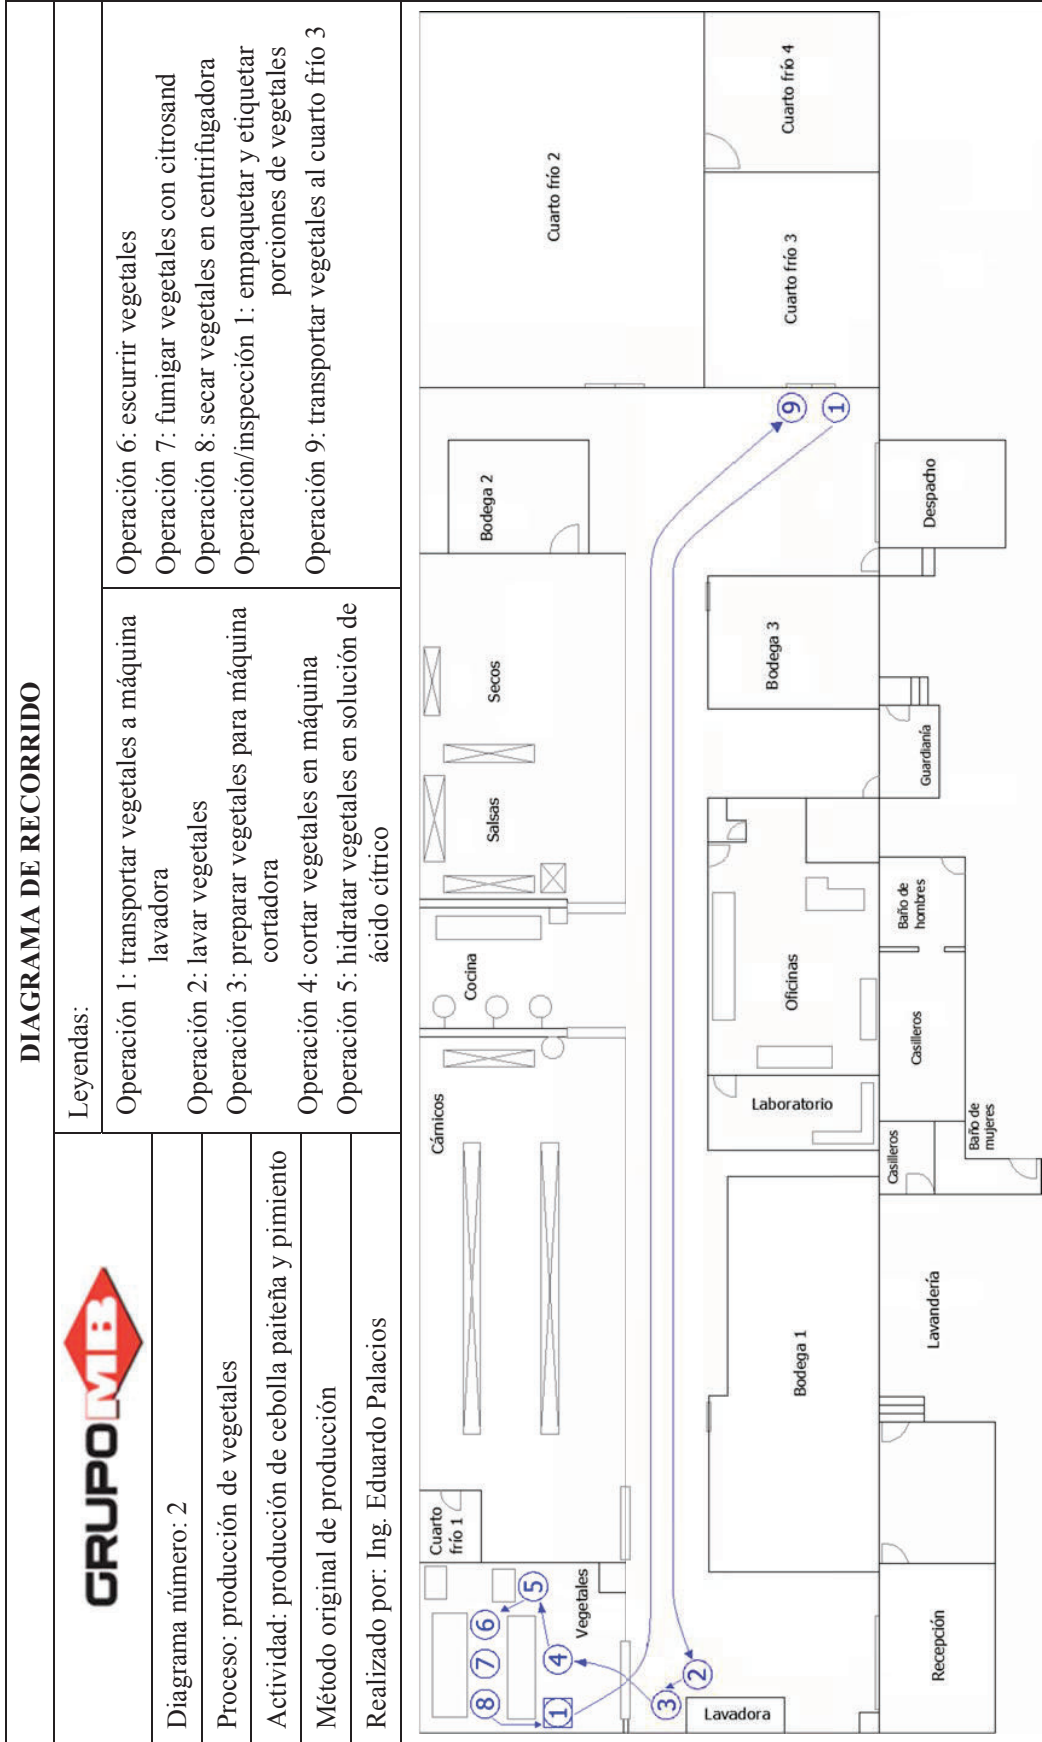 DIAGRAMA DE RECORRIDO
GRUPO MB
Diagrama número: 2
Proceso: producción de vegetales
Actividad: producción de cebolla paiteña y pimiento
Método original de producción
Realizado por: Ing. Eduardo Palacios
Leyendas:
Operación 1: transportar vegetales a máquina
lavadora
Operación 2: lavar vegetales
Operación 3: preparar vegetales para máquina
cortadora
Operación 4: cortar vegetales en máquina
Operación 5: hidratar vegetales en solución de
ácido cítrico
Operación 6: escurrir vegetales
Operación 7: fumigar vegetales con citrosand
Operación 8: secar vegetales en centrifugadora
Operación/inspección 1: empaquetar y etiquetar
porciones de vegetales
Operación 9: transportar vegetales al cuarto frío 3
Cuarto
frío 1
Cárnicos
Cocina
Salsas
Secos
Bodega 2
Cuarto frío 2
Cuarto frío 3
Cuarto frío 4
8
7
6
5
1
4
Vegetales
3
2
9
1
Lavadora
Bodega 1
Laboratorio
Oficinas
Bodega 3
Recepción
Lavandería
Casilleros
Baño de
mujeres
Casilleros
Baño de
hombres
Guardianía
Despacho